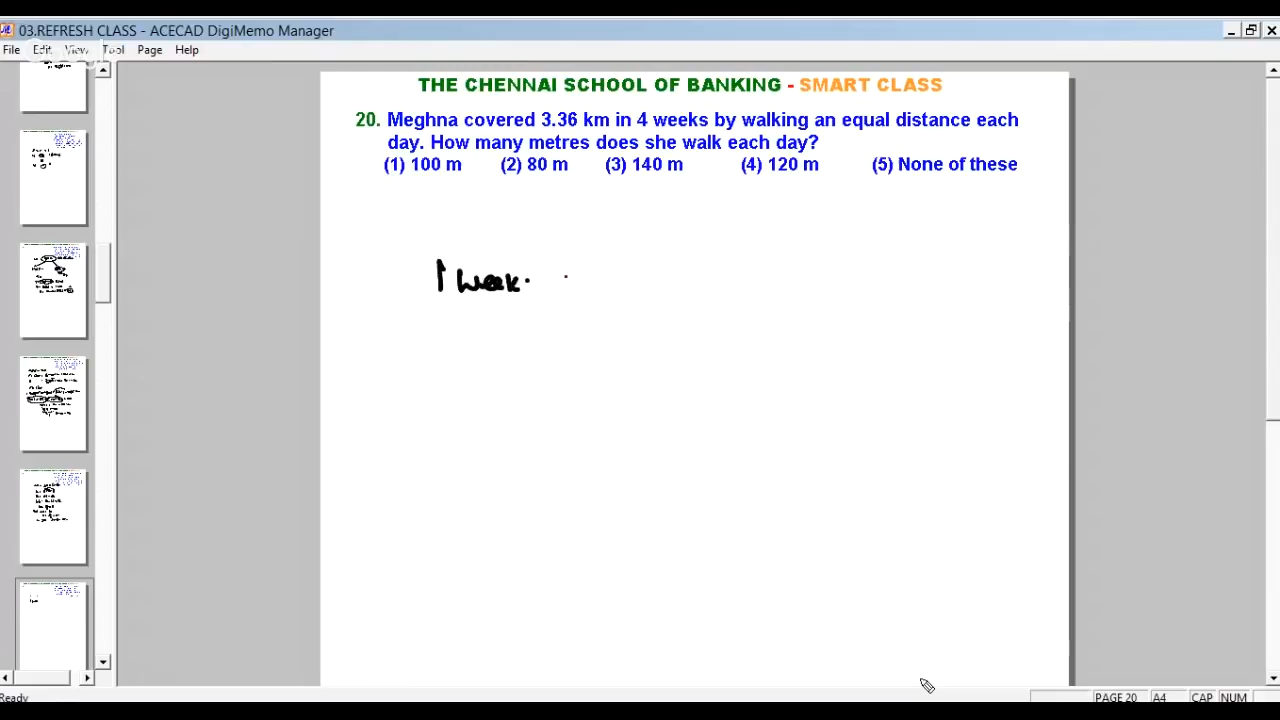 03.REFRESH CLASS - ACECAD DigiMemo Manager
File Edit View Tool Page Help
THE CHENNAI SCHOOL OF BANKING - SMART CLASS
20. Meghna covered 3.36 km in 4 weeks by walking an equal distance each
day. How many metres does she walk each day?
(1) 100 m (2) 80 m (3) 140 m (4) 120 m (5) None of these
1 week.
Ready PAGE 20 A4 CAP NUM